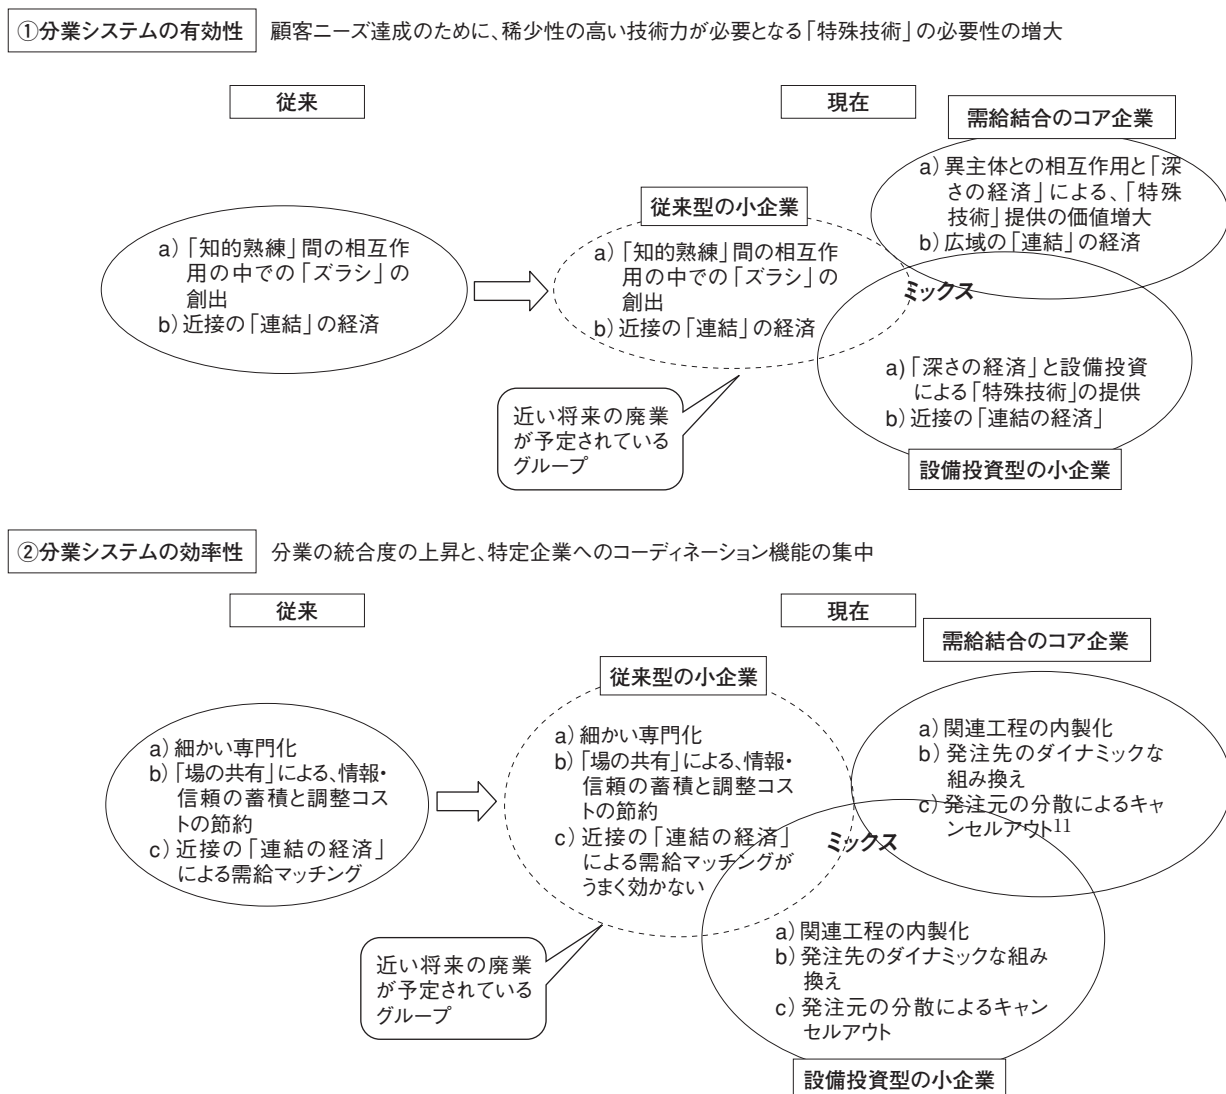 ①分業システムの有効性 顧客ニーズ達成のために、稀少性の高い技術力が必要となる「特殊技術」の必要性の増大
従来
a)「知的熟練」間の相互作
用の中での「ズラシ」の
創出
b)近接の「連結」の経済
現在
従来型の小企業
a)「知的熟練」間の相互作
用の中での「ズラシ」の
創出
b)近接の「連結」の経済
近い将来の廃業
が予定されている
グループ
ミックス
需給結合のコア企業
a)異主体との相互作用と「深
さの経済」による、「特殊
技術」提供の価値増大
b)広域の「連結」の経済
a)「深さの経済」と設備投資
による「特殊技術」の提供
b)近接の「連結の経済」
設備投資型の小企業
②分業システムの効率性 分業の統合度の上昇と、特定企業へのコーディネーション機能の集中
従来
a)細かい専門化
b)「場の共有」による、情報・
信頼の蓄積と調整コス
トの節約
c)近接の「連結の経済」
による需給マッチング
現在
従来型の小企業
a)細かい専門化
b)「場の共有」による、情報・
信頼の蓄積と調整コス
トの節約
c)近接の「連結の経済」
による需給マッチングが
うまく効かない
近い将来の廃業
が予定されている
グループ
ミックス
需給結合のコア企業
a)関連工程の内製化
b)発注先のダイナミックな
組み換え
c)発注元の分散によるキャ
ンセルアウト11
a)関連工程の内製化
b)発注先のダイナミックな組み
換え
c)発注元の分散によるキャン
セルアウト
設備投資型の小企業